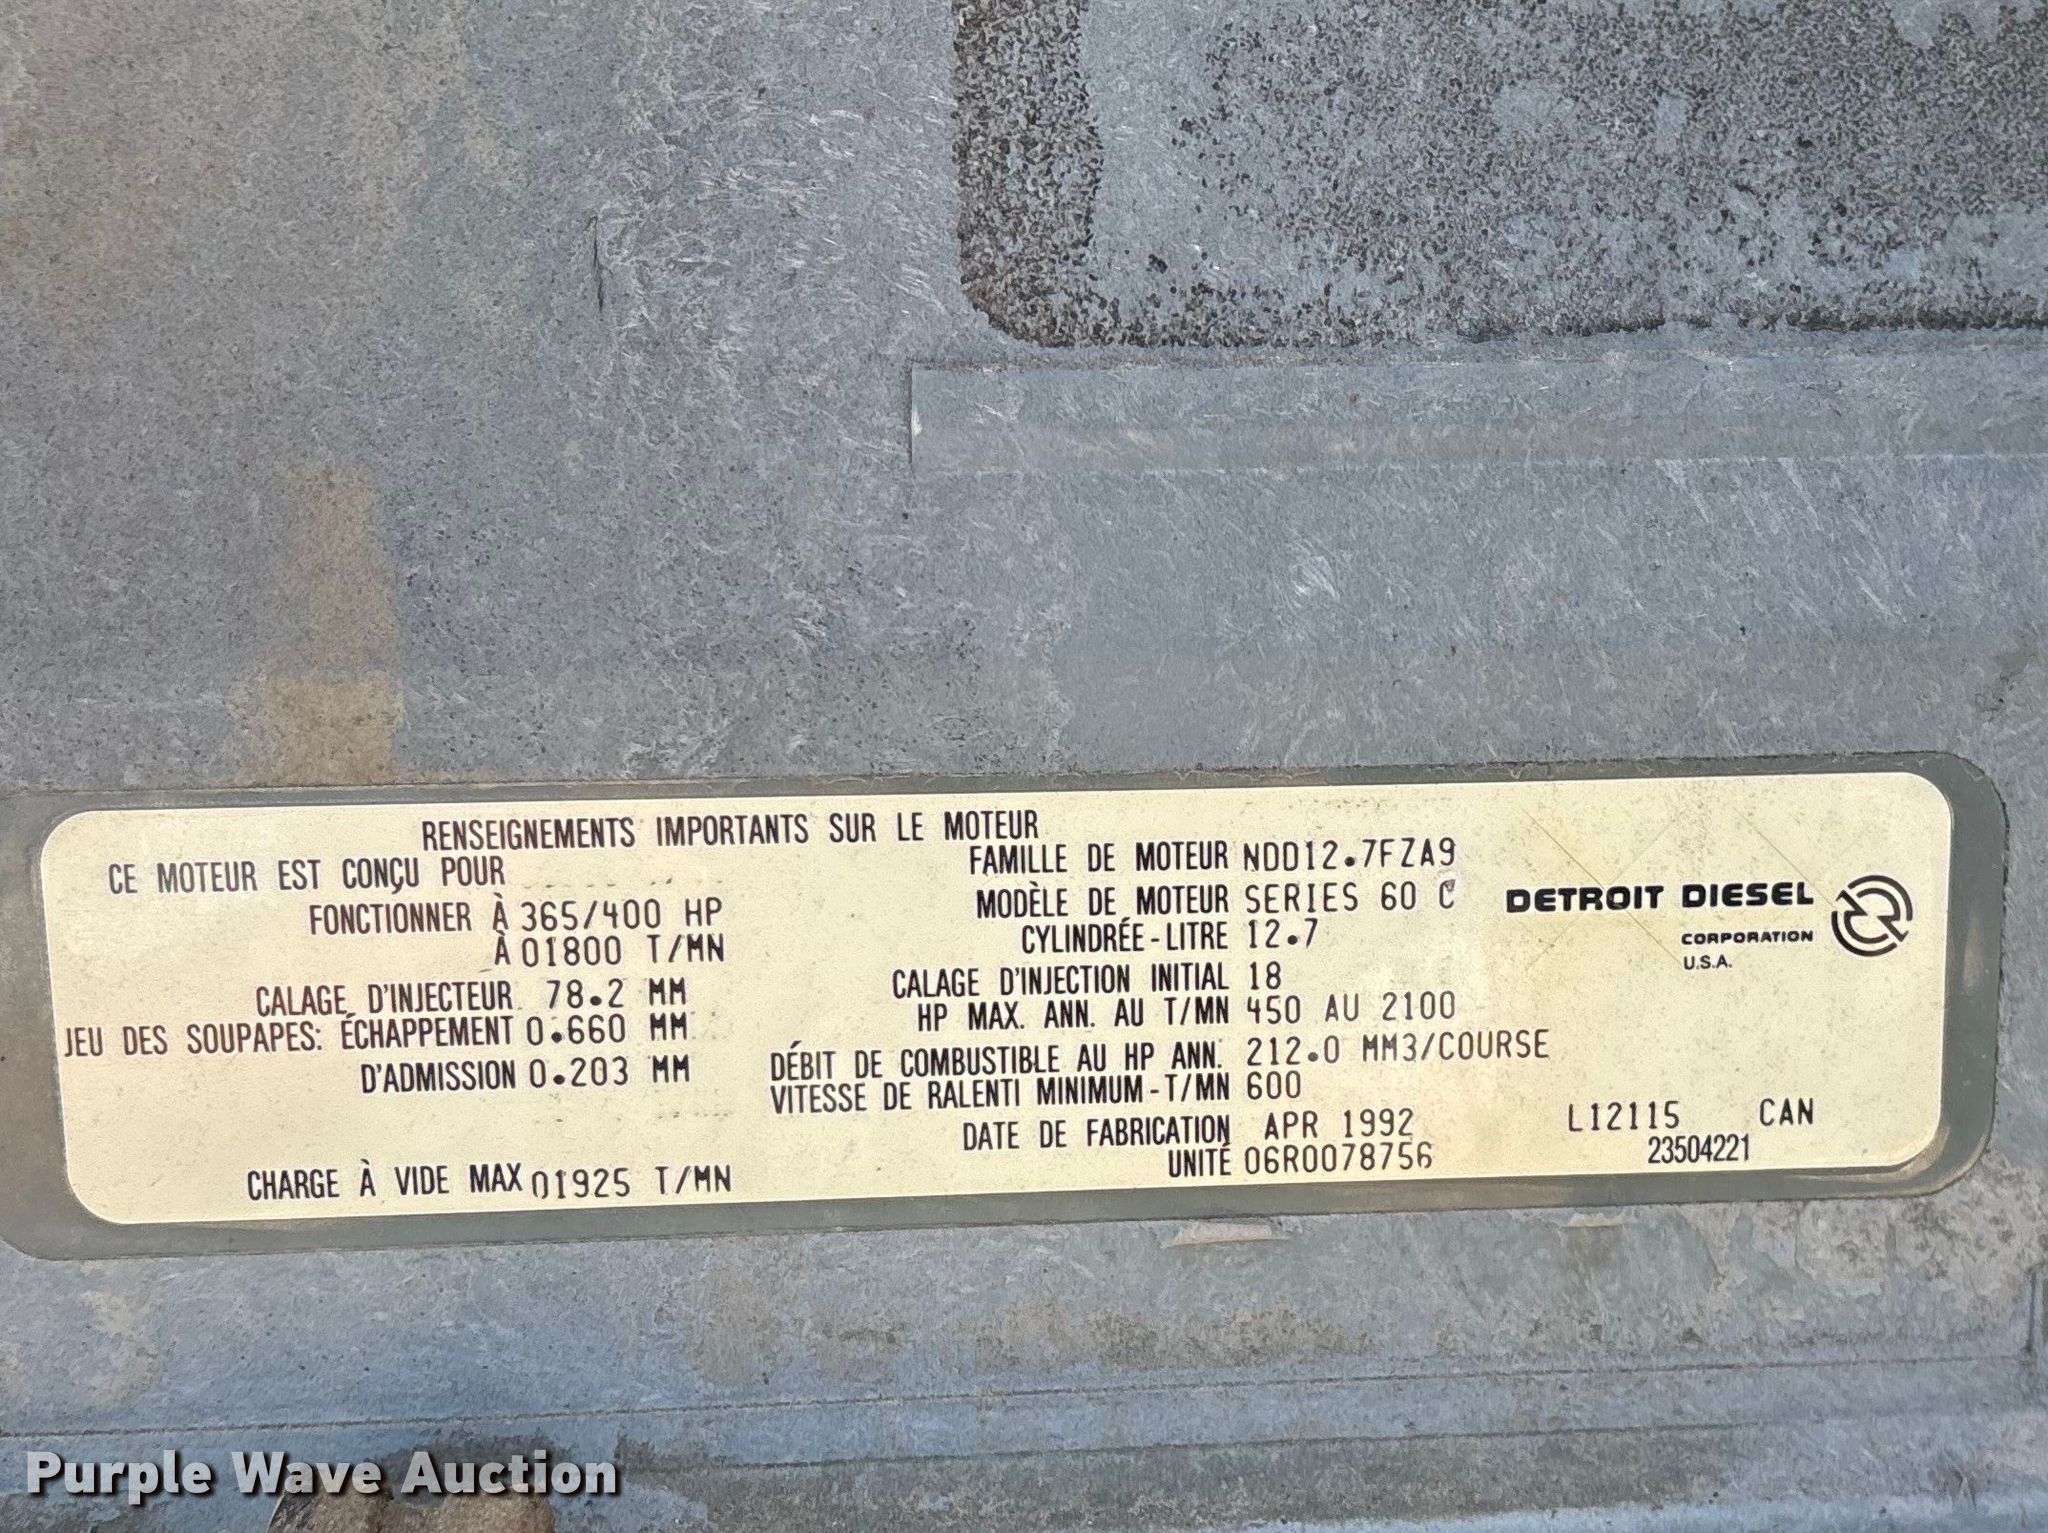 RENSEIGNEMENTS IMPORTANTS SUR LE MOTEUR
CE MOTEUR EST CONÇU POUR
FONCTIONNER À 365/400 HP
À 01800 T/MN
CALAGE D'INJECTEUR 78.2 MM
JEU DES SOUPAPES: ÉCHAPPEMENT 0.660 MM
D'ADMISSION 0.203 MM
CHARGE À VIDE MAX 01925 T/MN
FAMILLE DE MOTEUR NDD12.7FZA9
MODÈLE DE MOTEUR SERIES 60 C
CYLINDRÉE-LITRE 12.7
CALAGE D'INJECTION INITIAL 18
HP MAX. ANN. AU T/MN 450 AU 2100
DÉBIT DE COMBUSTIBLE AU HP ANN. 212.0 MM3/COURSE
VITESSE DE RALENTI MINIMUM-T/MN 600
DATE DE FABRICATION APR 1992
UNITÉ 06R0078756
DETROIT DIESEL
CORPORATION
U.S.A.
L12115 CAN
23504221
Purple Wave Auction